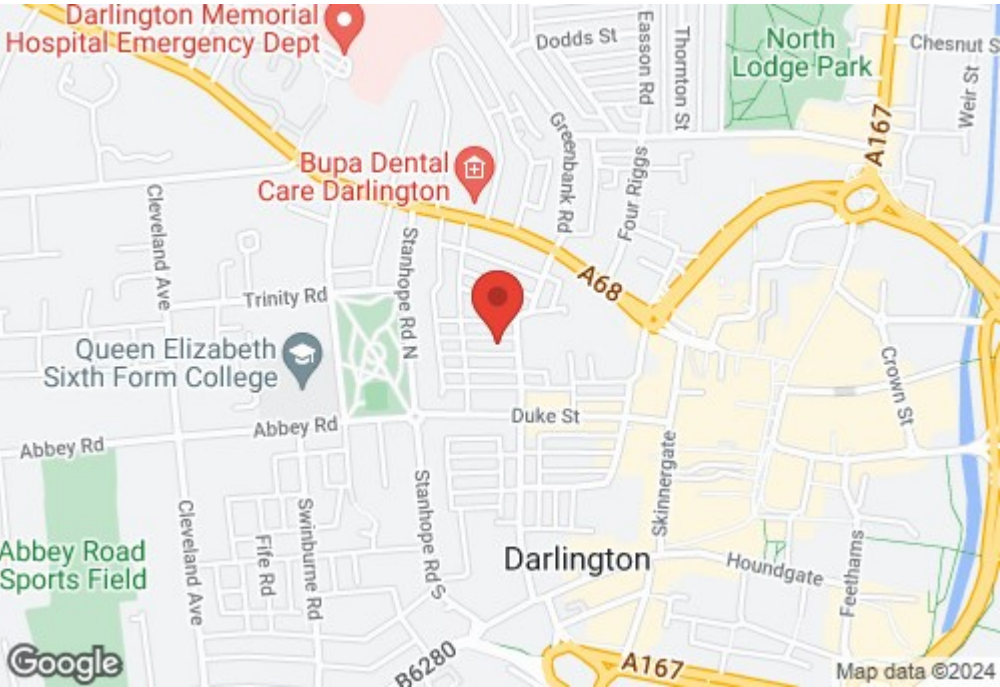 Darlington Memorial
Hospital Emergency Dept
Dodds St
Easson Rd
Thornton St
North
Lodge Park
Chesnut S
Weir St
A167
Greenbank Rd
Four Riggs
Bupa Dental
Care Darlington
Cleveland Ave
Stanhope Rd N
A68
Trinity Rd
Queen Elizabeth
Sixth Form College
Crown St
Duke St
Abbey Rd
Abbey Rd
Skinnergate
Stanhope Rd S
Cleveland Ave
Swinburne Rd
Fife Rd
Abbey Road
Sports Field
Darlington
Houndgate
Feethams
B6280
A167
Google
Map data ©2024